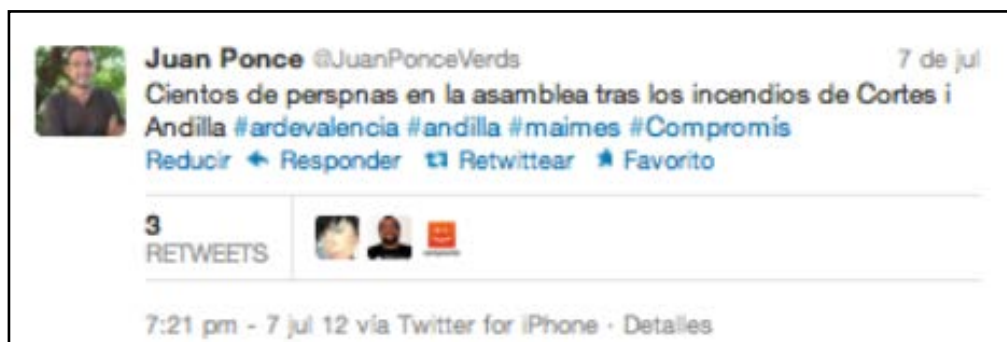 Juan Ponce @JuanPonceVerds 7 de jul
Cientos de perspnas en la asamblea tras los incendios de Cortes i
Andilla #ardevalencia #andilla #maimes #Compromís
Reducir Responder Retwittear Favorito
3
RETWEETS
7:21 pm - 7 jul 12 vía Twitter for iPhone · Detalles